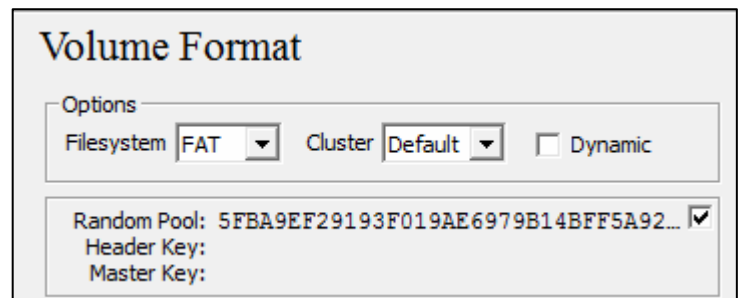 Volume Format
Options
Filesystem FAT Cluster Default Dynamic
Random Pool: 5FBA9EF29193F019AE6979B14BFF5A92...
Header Key:
Master Key: